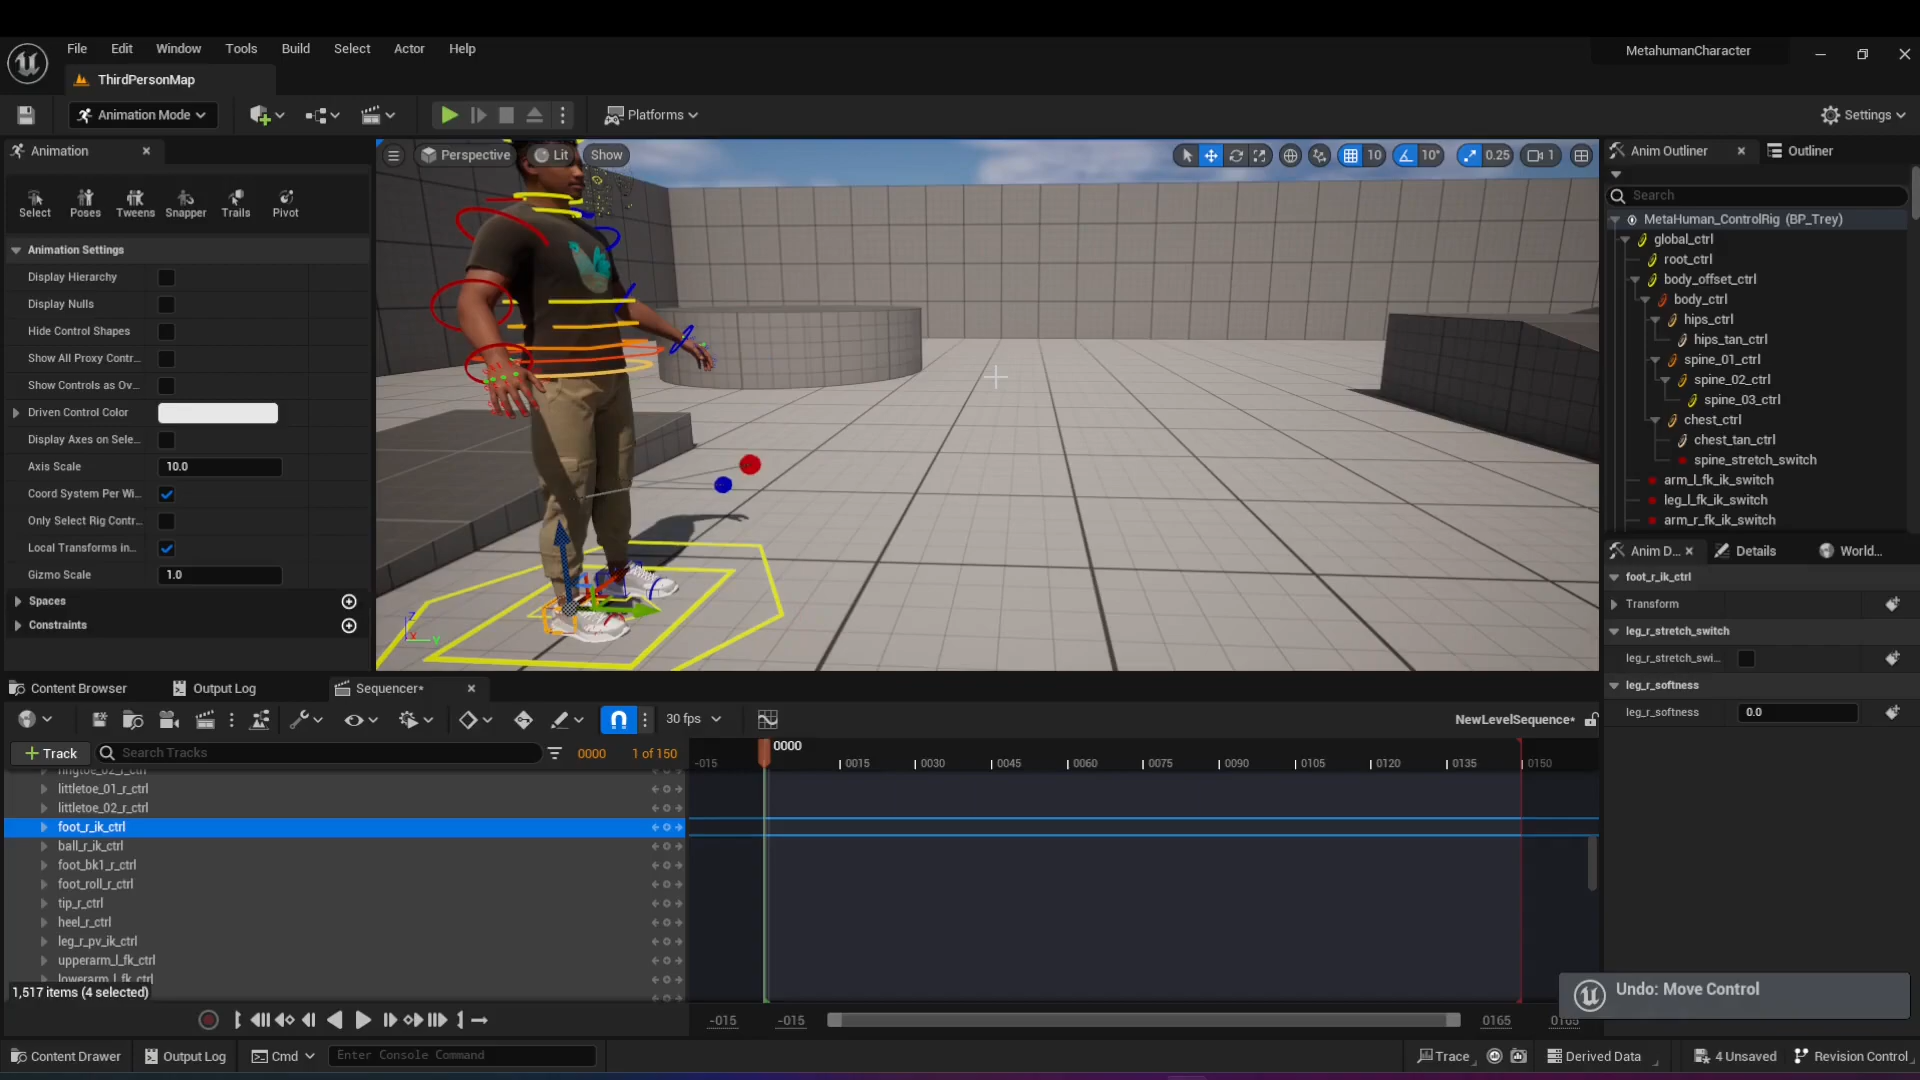 File Edit Window Tools Build Select Actor Help
MetahumanCharacter
ThirdPersonMap
Animation Mode
Platforms
Settings
Animation
Perspective
Lit
Show
10
10°
0.25
1
Anim Outliner
Outliner
Select Poses Tweens Snapper Trails Pivot
Search
MetaHuman_ControlRig (BP_Trey)
global_ctrl
root_ctrl
body_offset_ctrl
body_ctrl
hips_ctrl
hips_tan_ctrl
spine_01_ctrl
spine_02_ctrl
spine_03_ctrl
chest_ctrl
chest_tan_ctrl
spine_stretch_switch
arm_l_fk_ik_switch
leg_l_fk_ik_switch
arm_r_fk_ik_switch
Animation Settings
Display Hierarchy
Display Nulls
Hide Control Shapes
Show All Proxy Contr...
Show Controls as Ov...
Driven Control Color
Display Axes on Sele...
Axis Scale 10.0
Coord System Per Wi...
Only Select Rig Contr...
Local Transforms in...
Gizmo Scale 1.0
Spaces
Constraints
Anim D...
Details
World...
foot_r_ik_ctrl
Transform
leg_r_stretch_switch
leg_r_stretch_swi...
leg_r_softness
leg_r_softness 0.0
Content Browser
Output Log
Sequencer*
30 fps
NewLevelSequence*
Track
Search Tracks
0000
1 of 150
0000
-015 0015 0030 0045 0060 0075 0090 0105 0120 0135 0150
ringtoe_02_r_ctrl
littletoe_01_r_ctrl
littletoe_02_r_ctrl
foot_r_ik_ctrl
ball_r_ik_ctrl
foot_bk1_r_ctrl
foot_roll_r_ctrl
tip_r_ctrl
heel_r_ctrl
leg_r_pv_ik_ctrl
upperarm_l_fk_ctrl
lowerarm_l_fk_ctrl
1,517 items (4 selected)
Undo: Move Control
-015 -015 0165 0165
Content Drawer
Output Log
Cmd
Enter Console Command
Trace
Derived Data
4 Unsaved
Revision Control